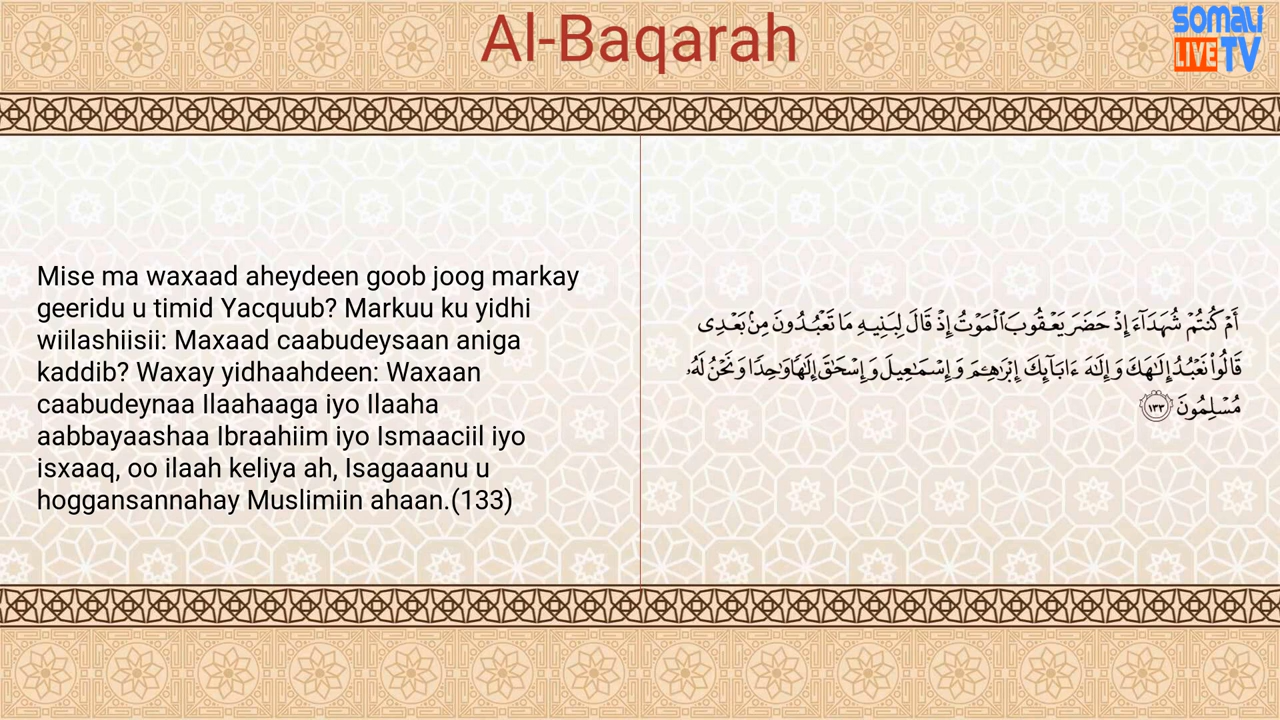 Al-Baqarah
SOMALI
LIVE TV
Mise ma waxaad aheydeen goob joog markay
geeridu u timid Yacquub? Markuu ku yidhi
wiilashiisii: Maxaad caabudeysaan aniga
kaddib? Waxay yidhaahdeen: Waxaan
caabudeynaa Ilaahaaga iyo Ilaaha
aabbayaashaa Ibraahiim iyo Ismaaciil iyo
isxaaq, oo ilaah keliya ah, Isagaaanu u
hoggansannahay Muslimiin ahaan.(133)
أَمۡ كُنتُمۡ شُهَدَآءَ إِذۡ حَضَرَ يَعۡقُوبَ ٱلۡمَوۡتُ إِذۡ قَالَ لِبَنِيهِ مَا تَعۡبُدُونَ مِنۢ بَعۡدِى
قَالُواْ نَعۡبُدُ إِلَٰهَكَ وَإِلَٰهَ ءَابَآئِكَ إِبۡرَٰهِـۧمَ وَإِسۡمَٰعِيلَ وَإِسۡحَٰقَ إِلَٰهًا وَٰحِدًا وَنَحۡنُ لَهُۥ
مُسۡلِمُونَ ١٣٣